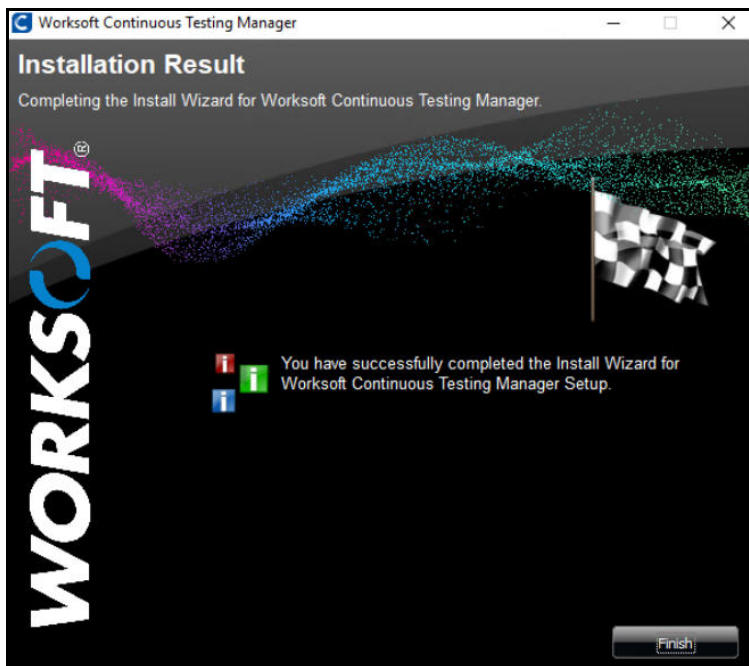 Worksoft Continuous Testing Manager
Installation Result
Completing the Install Wizard for Worksoft Continuous Testing Manager.
WORKSOFT®
You have successfully completed the Install Wizard for
Worksoft Continuous Testing Manager Setup.
Finish